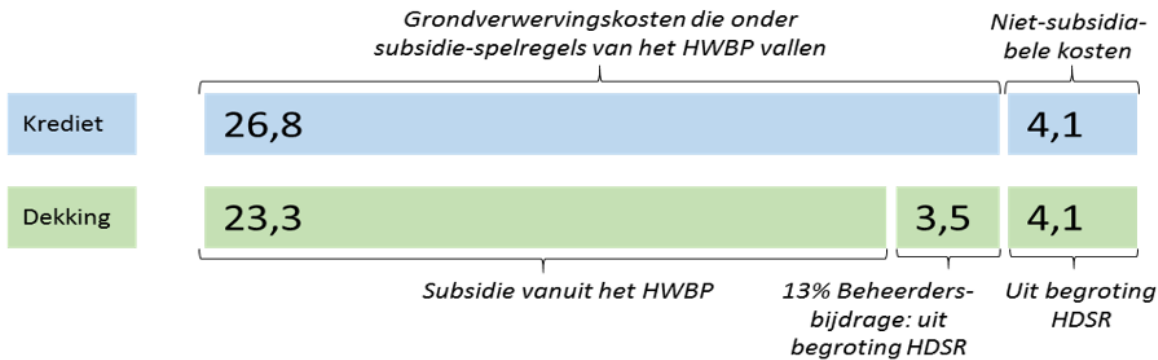 Grondverwervingskosten die onder
subsidie-spelregels van het HWBP vallen
Niet-subsidia-
bele kosten
Krediet
26,8
4,1
Dekking
23,3
3,5
4,1
Subsidie vanuit het HWBP
13% Beheerders-
bijdrage: uit
begroting HDSR
Uit begroting
HDSR